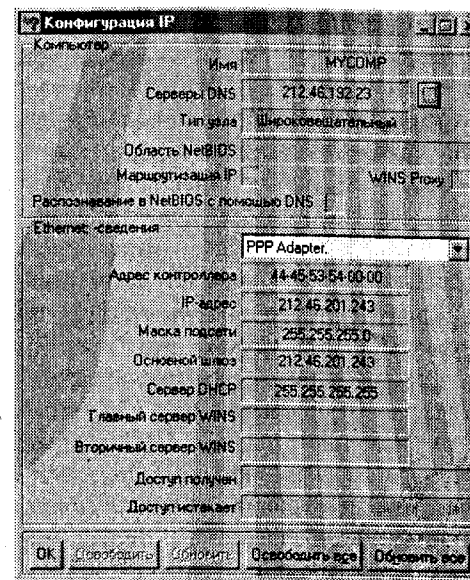 Конфигурация IP
Компьютер
Имя MYCOMP
Серверы DNS 212.46.192.23
Тип узла Широковещательный
Область NetBIOS
Маршрутизация IP WINS Proxy
Распознавание в NetBIOS с помощью DNS
Ethernet -сведения
PPP Adapter.
Адрес контроллера 44-45-53-54-00-00
IP-адрес 212.46.201.243
Маска подсети 255.255.255.0
Основной шлюз 212.46.201.243
Сервер DHCP 255.255.255.255
Главный сервер WINS
Вторичный сервер WINS
Доступ получен
Доступ истекает
OK Освободить Обновить Освободить все Обновить все